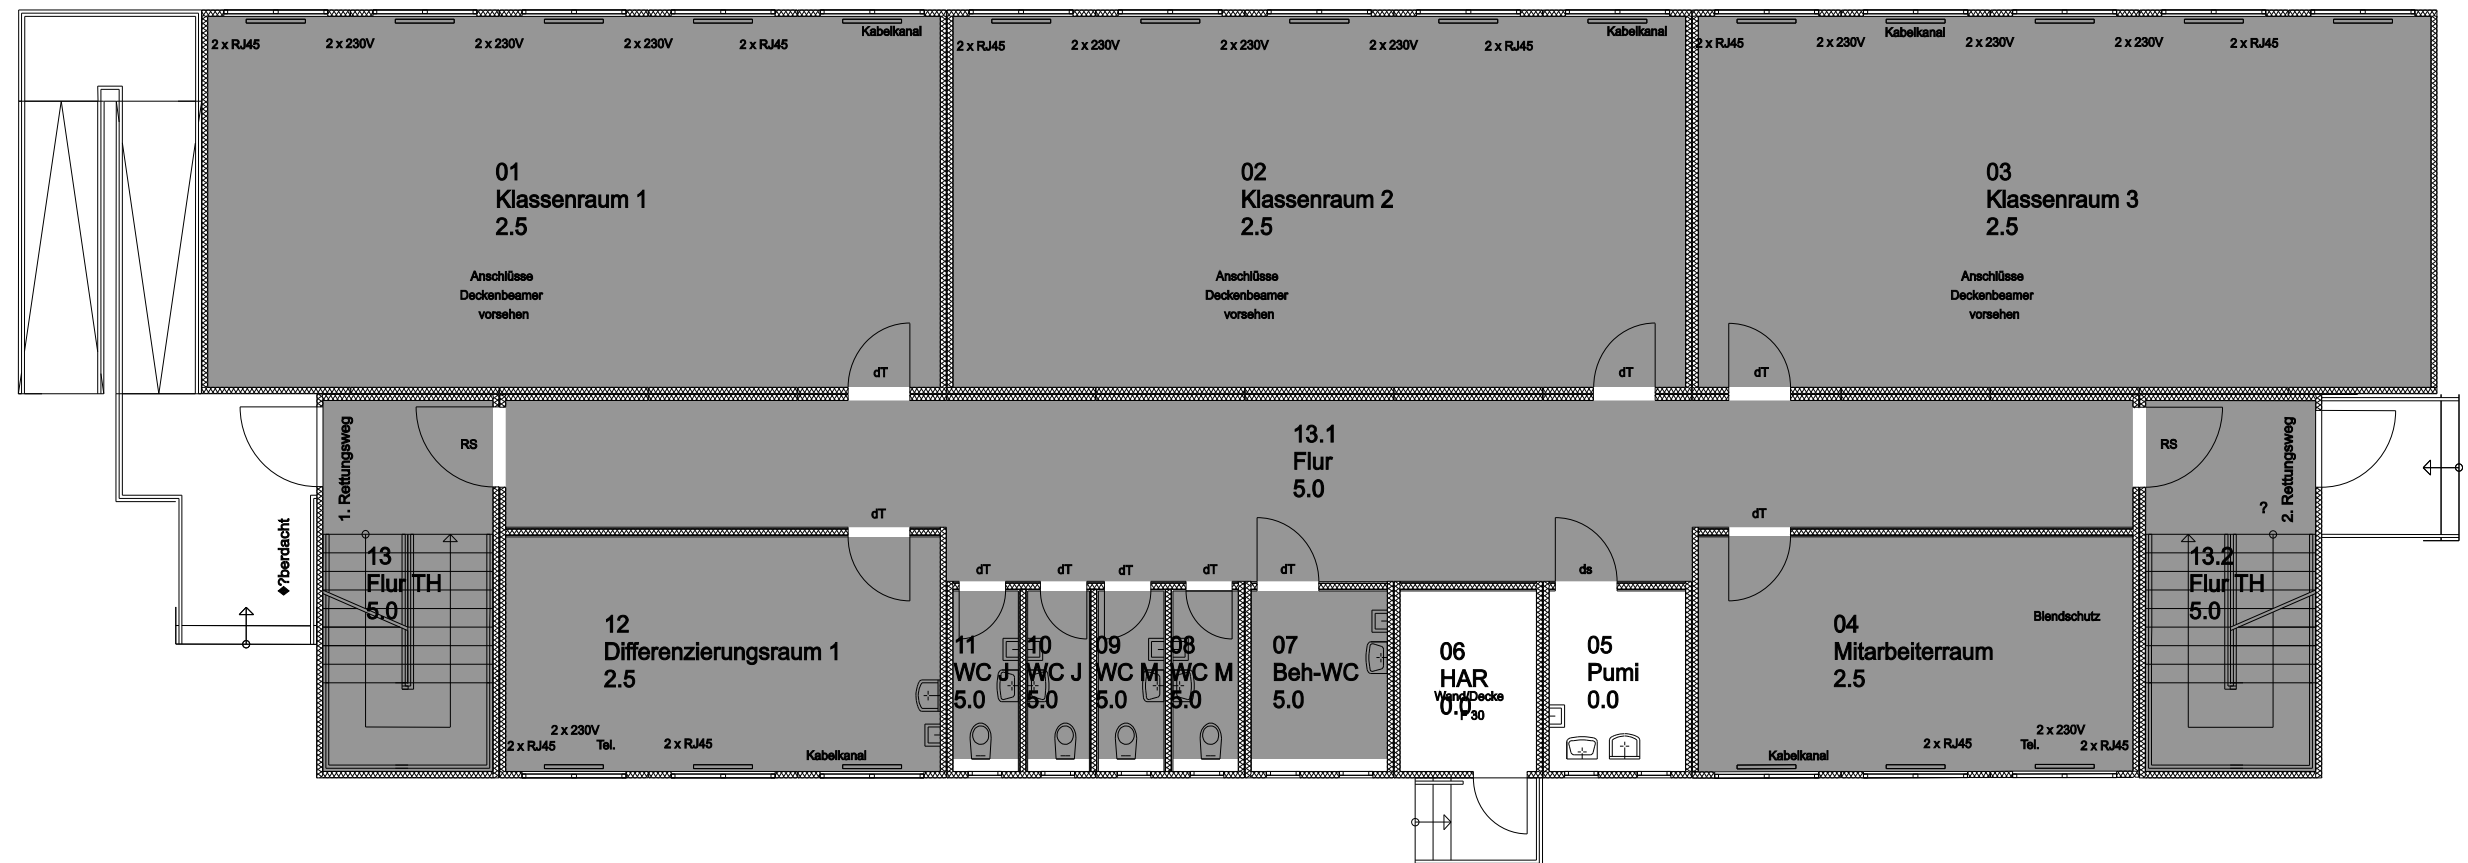 Kabelkanal
Kabelkanal
Kabelkanal
2 x RJ45 2 x 230V 2 x 230V 2 x 230V 2 x RJ45
2 x RJ45 2 x 230V 2 x 230V 2 x 230V 2 x RJ45
2 x RJ45 2 x 230V 2 x 230V 2 x 230V 2 x RJ45
01
Klassenraum 1
2.5
Anschlüsse
Deckenbeamer
vorsehen
dT
02
Klassenraum 2
2.5
Anschlüsse
Deckenbeamer
vorsehen
dT
03
Klassenraum 3
2.5
Anschlüsse
Deckenbeamer
vorsehen
dT
1. Rettungsweg
RS
13.1
Flur
5.0
RS
2. Rettungsweg
?
�?berdacht
13
Flur TH
5.0
dT
dT
dT
dT
dT
dT
dT
ds
dT
13.2
Flur TH
5.0
12
Differenzierungsraum 1
2.5
2 x 230V
2 x RJ45 Tel. 2 x RJ45
Kabelkanal
11
WC J
5.0
10
WC J
5.0
09
WC M
5.0
08
WC M
5.0
07
Beh-WC
5.0
06
HAR
0.0
Wand/Decke
F 30
05
Pumi
0.0
04
Mitarbeiterraum
2.5
Blendschutz
2 x 230V
2 x RJ45 Tel. 2 x RJ45
Kabelkanal